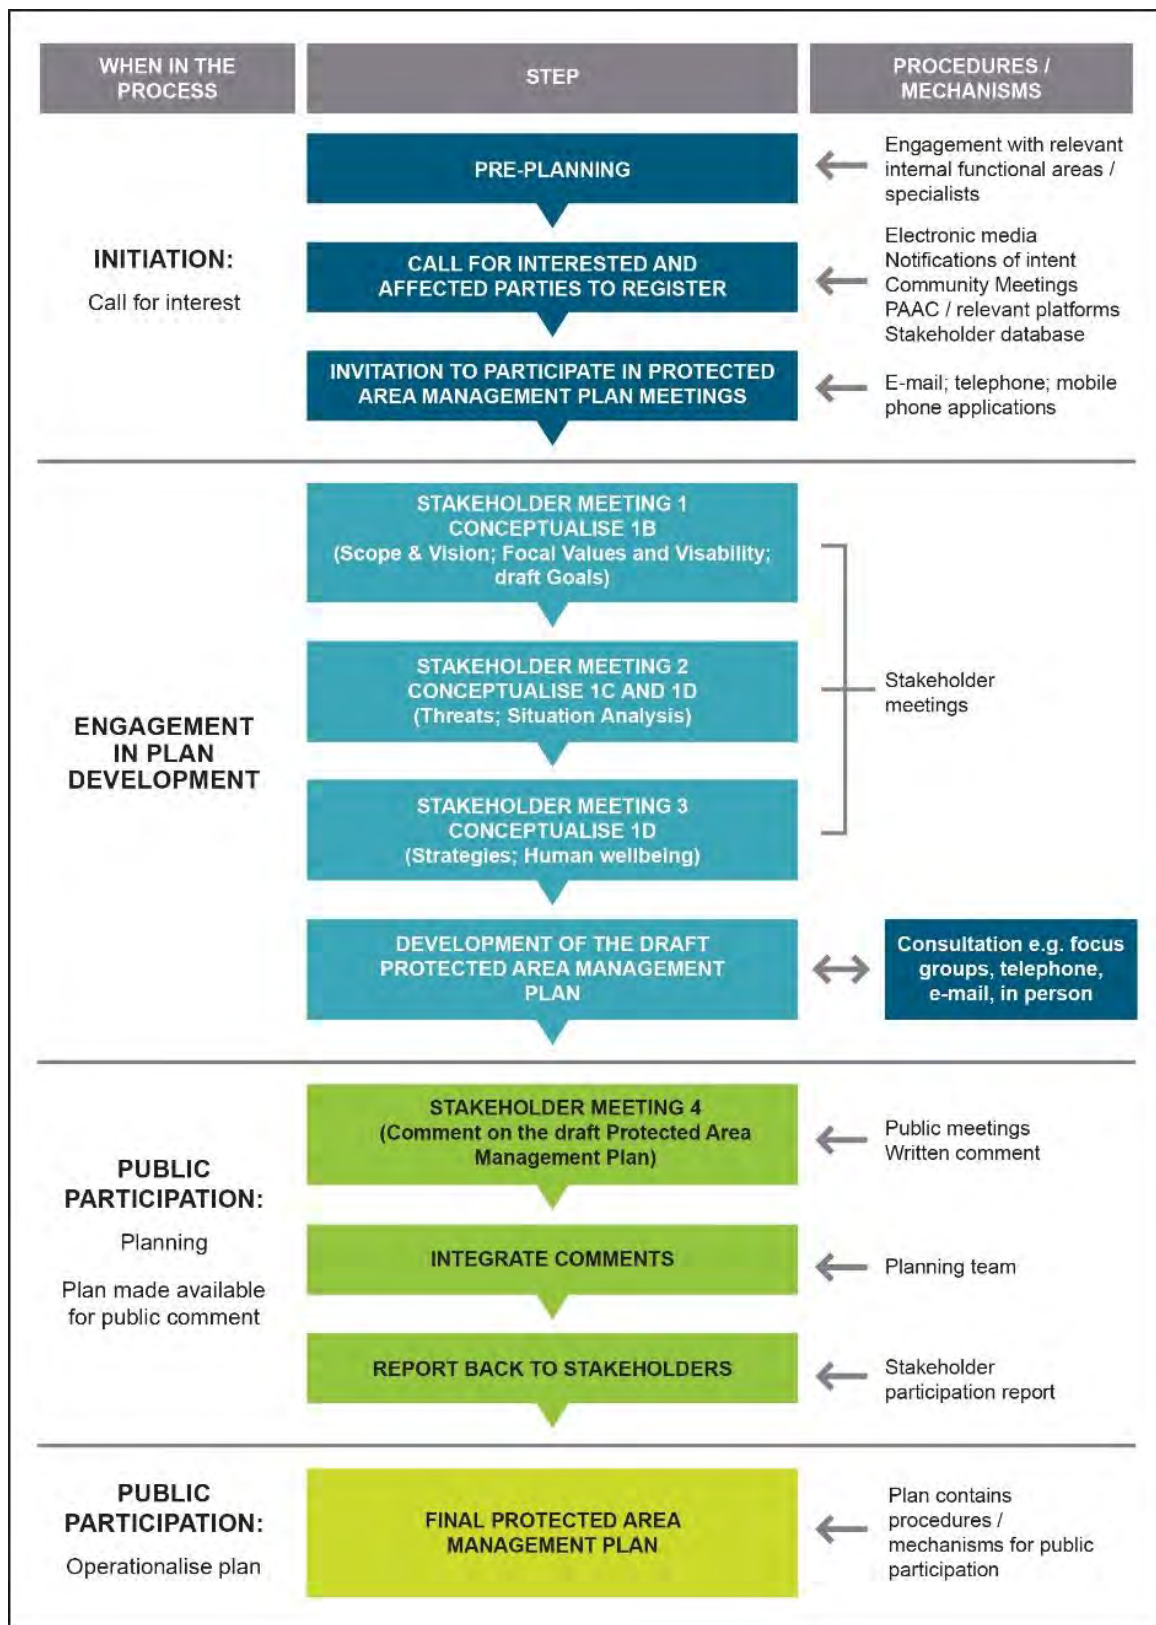 WHEN IN THE
PROCESS
STEP
PROCEDURES /
MECHANISMS
INITIATION:
Call for interest
PRE-PLANNING
Engagement with relevant
internal functional areas /
specialists
CALL FOR INTERESTED AND
AFFECTED PARTIES TO REGISTER
Electronic media
Notifications of intent
Community Meetings
PAAC / relevant platforms
Stakeholder database
INVITATION TO PARTICIPATE IN PROTECTED
AREA MANAGEMENT PLAN MEETINGS
E-mail; telephone; mobile
phone applications
ENGAGEMENT
IN PLAN
DEVELOPMENT
STAKEHOLDER MEETING 1
CONCEPTUALISE 1B
(Scope & Vision; Focal Values and Visability;
draft Goals)
STAKEHOLDER MEETING 2
CONCEPTUALISE 1C AND 1D
(Threats; Situation Analysis)
STAKEHOLDER MEETING 3
CONCEPTUALISE 1D
(Strategies; Human wellbeing)
Stakeholder
meetings
DEVELOPMENT OF THE DRAFT
PROTECTED AREA MANAGEMENT
PLAN
Consultation e.g. focus
groups, telephone,
e-mail, in person
PUBLIC
PARTICIPATION:
Planning
Plan made available
for public comment
STAKEHOLDER MEETING 4
(Comment on the draft Protected Area
Management Plan)
Public meetings
Written comment
INTEGRATE COMMENTS
Planning team
REPORT BACK TO STAKEHOLDERS
Stakeholder
participation report
PUBLIC
PARTICIPATION:
Operationalise plan
FINAL PROTECTED AREA
MANAGEMENT PLAN
Plan contains
procedures /
mechanisms for public
participation